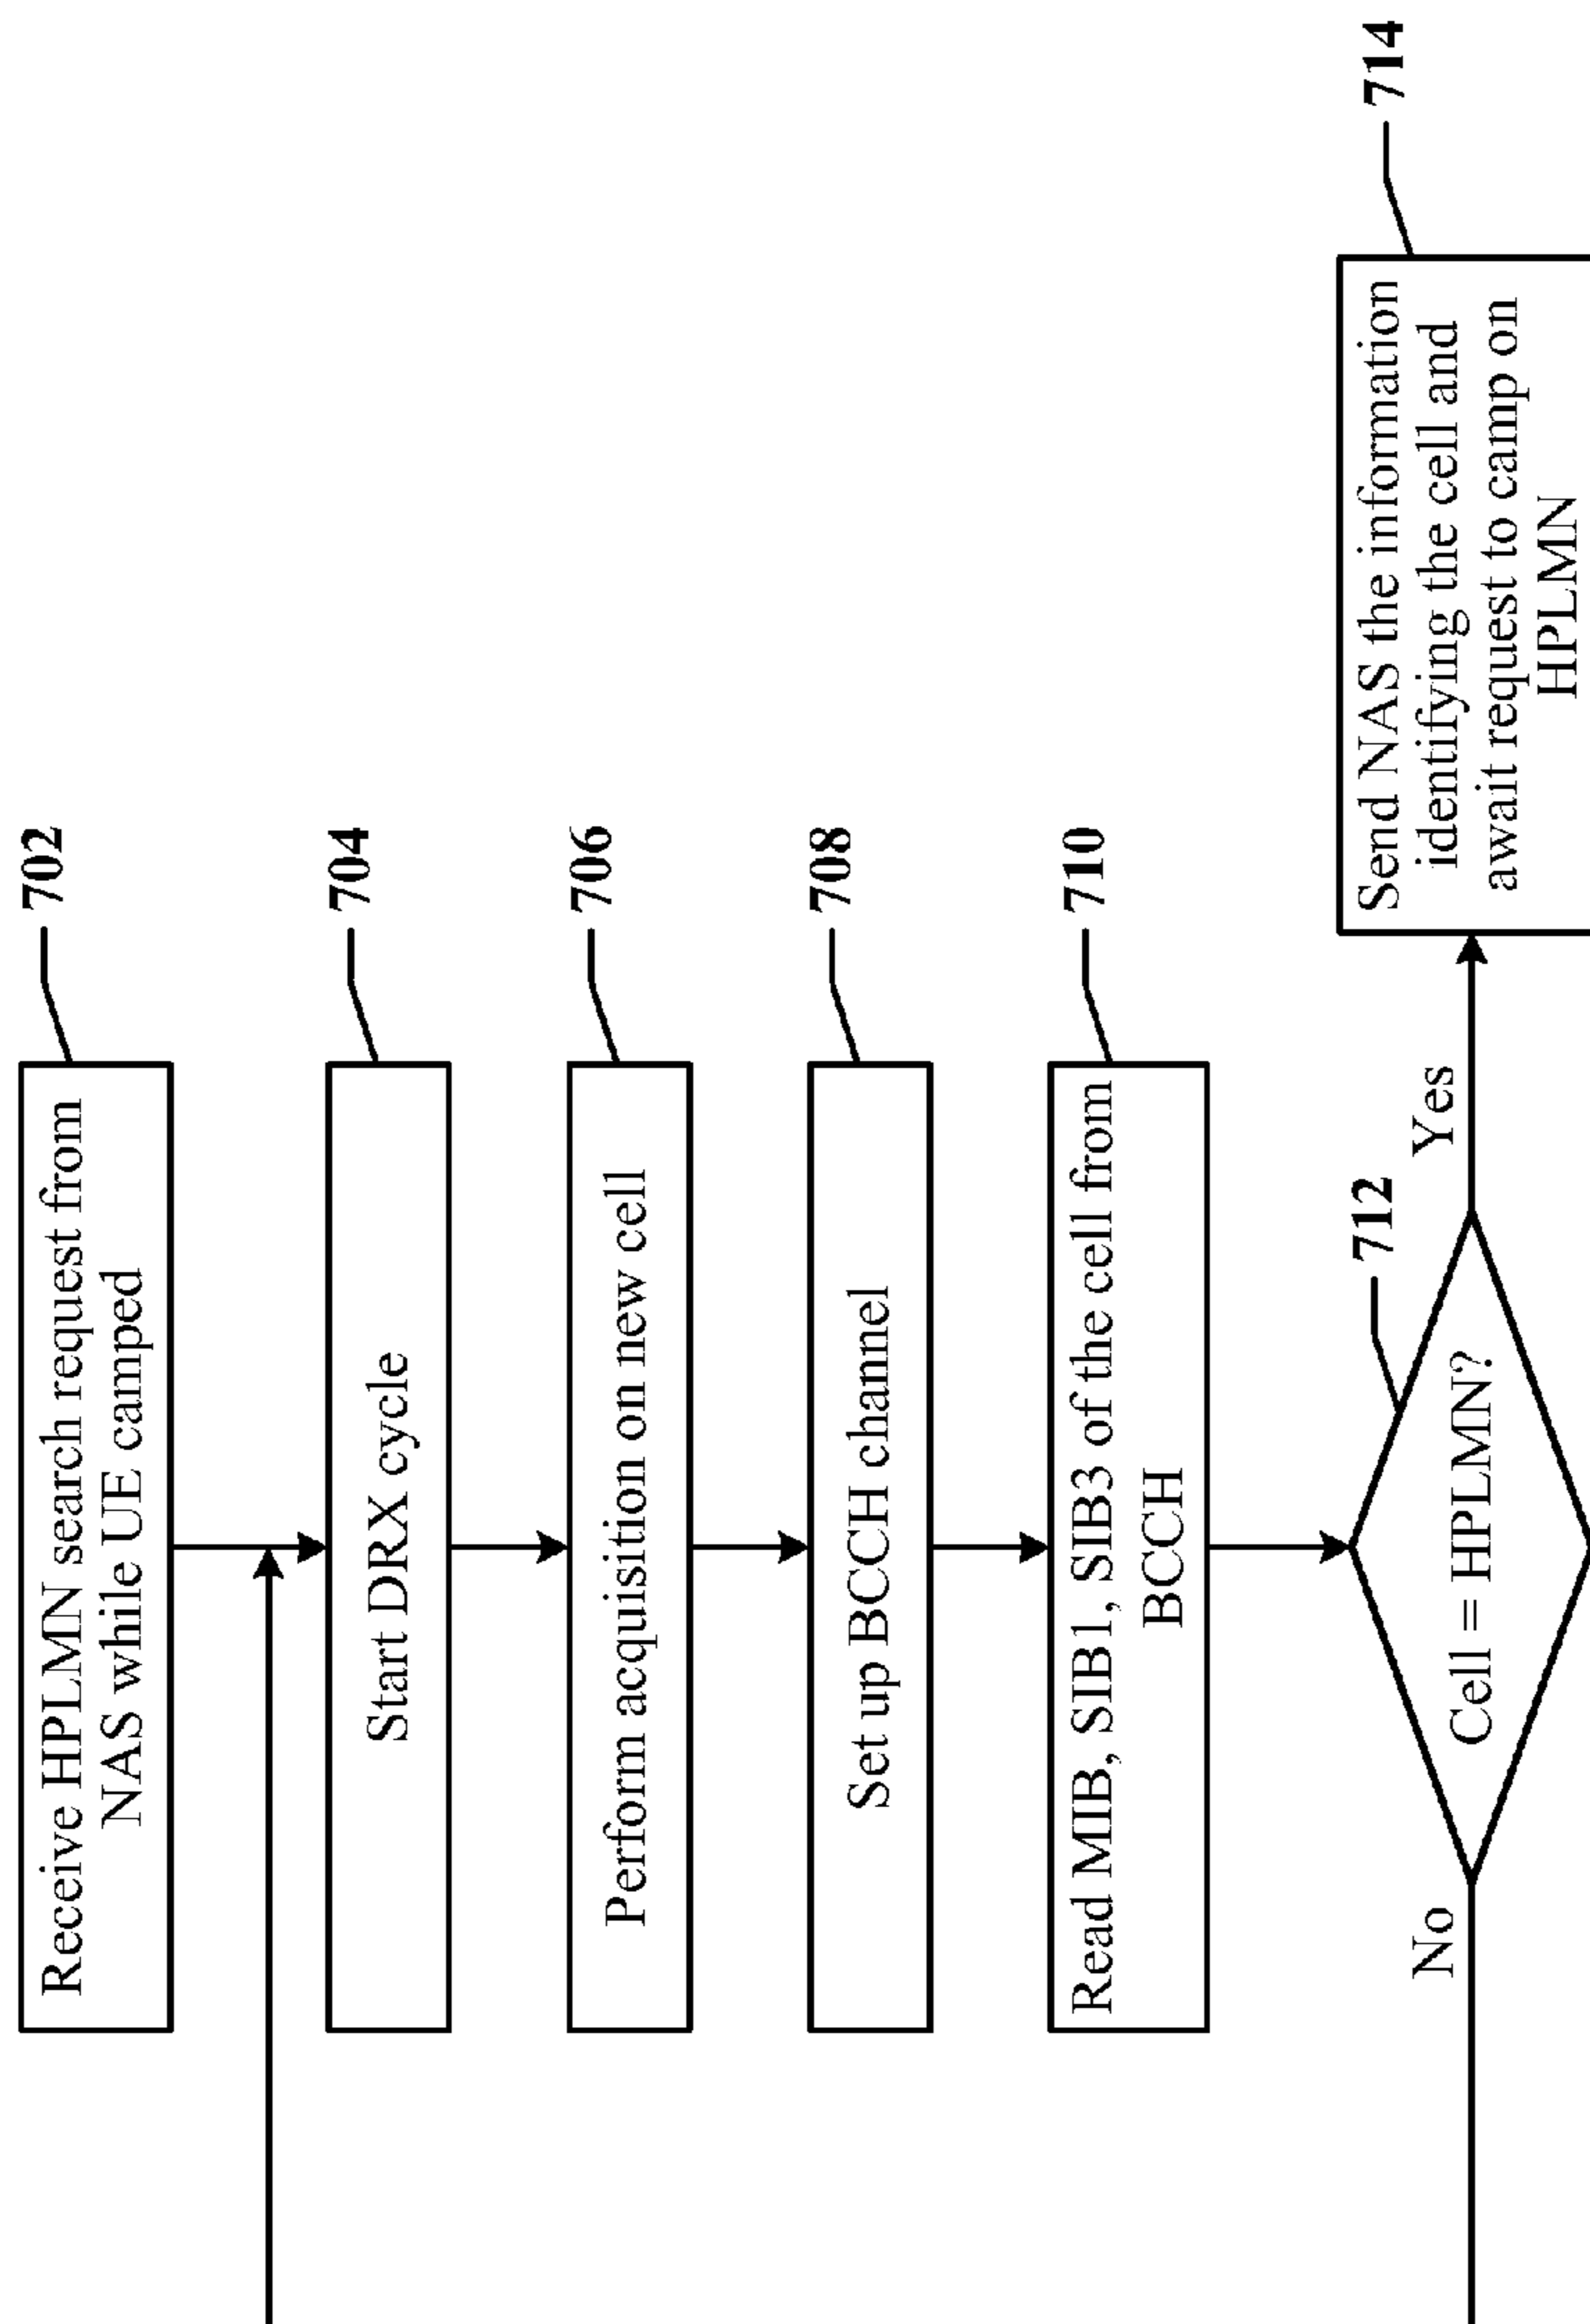 702
Receive HPLMN search request from
NAS while UE camped
704
Start DRX cycle
706
Perform acquisition on new cell
708
Set up BCCH channel
710
Read MIB, SIB1, SIB3 of the cell from
BCCH
712
Cell = HPLMN?
No
Yes
714
Send NAS the information
identifying the cell and
await request to camp on
HPLMN